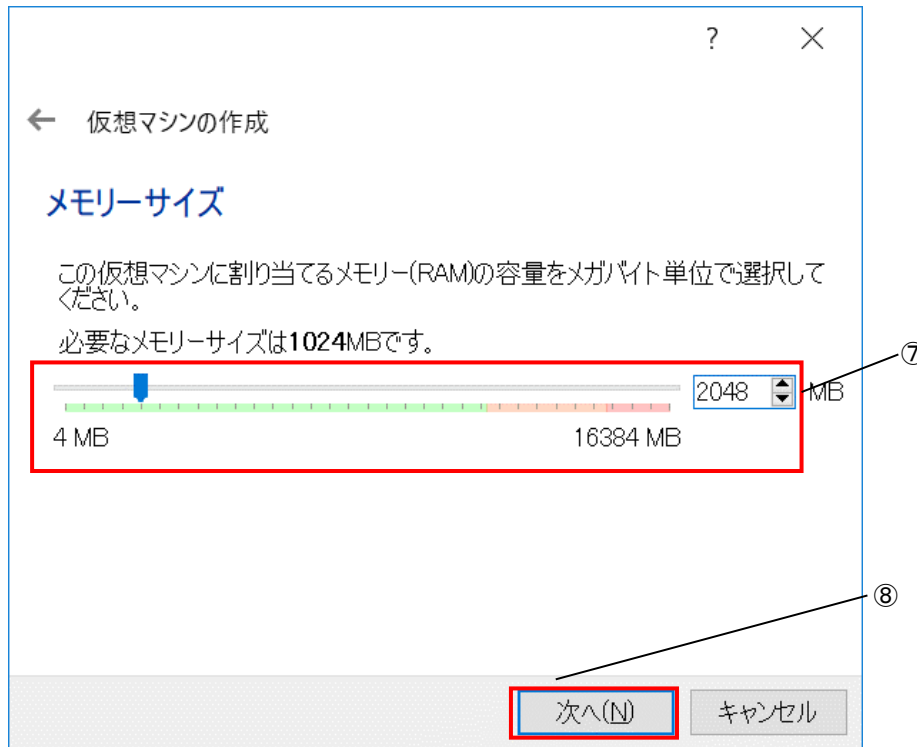 ?
仮想マシンの作成
メモリーサイズ
この仮想マシンに割り当てるメモリー(RAM)の容量をメガバイト単位で選択して
ください。
必要なメモリーサイズは1024MBです。
⑦
2048 MB
4 MB 16384 MB
⑧
次へ(N) キャンセル